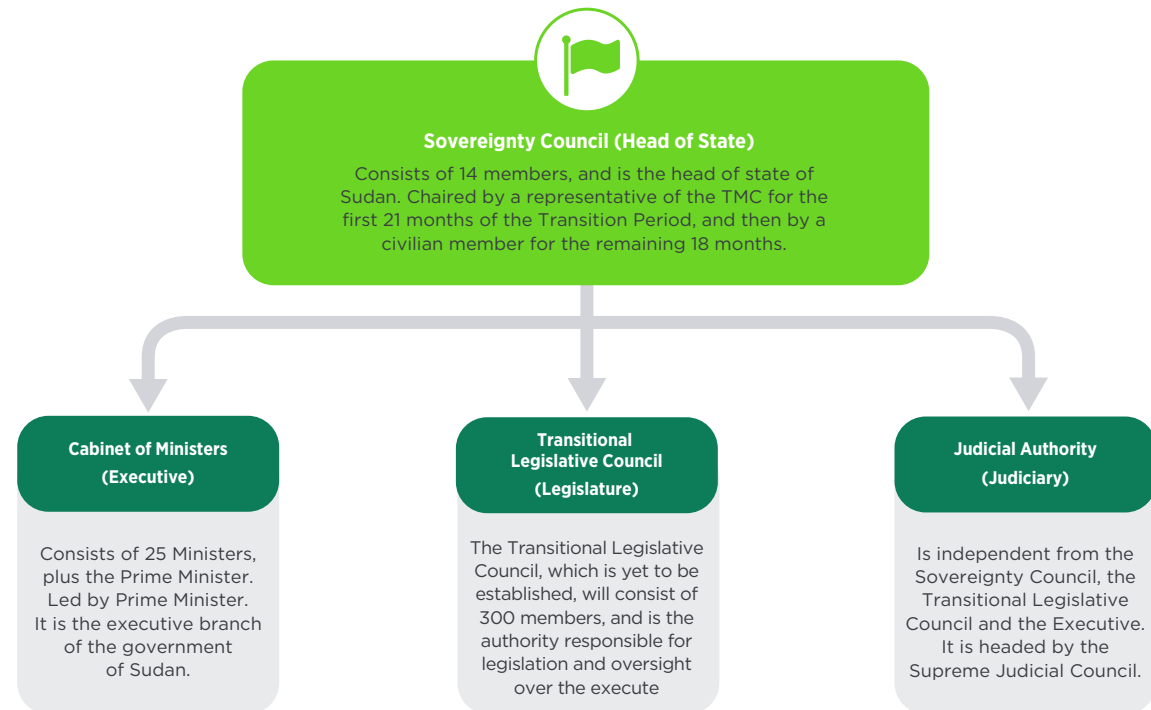 Sovereignty Council (Head of State)
Consists of 14 members, and is the head of state of
Sudan. Chaired by a representative of the TMC for the
first 21 months of the Transition Period, and then by a
civilian member for the remaining 18 months.
Cabinet of Ministers
(Executive)
Consists of 25 Ministers,
plus the Prime Minister.
Led by Prime Minister.
It is the executive branch
of the government
of Sudan.
Transitional
Legislative Council
(Legislature)
The Transitional Legislative
Council, which is yet to be
established, will consist of
300 members, and is the
authority responsible for
legislation and oversight
over the execute
Judicial Authority
(Judiciary)
Is independent from the
Sovereignty Council, the
Transitional Legislative
Council and the Executive.
It is headed by the
Supreme Judicial Council.